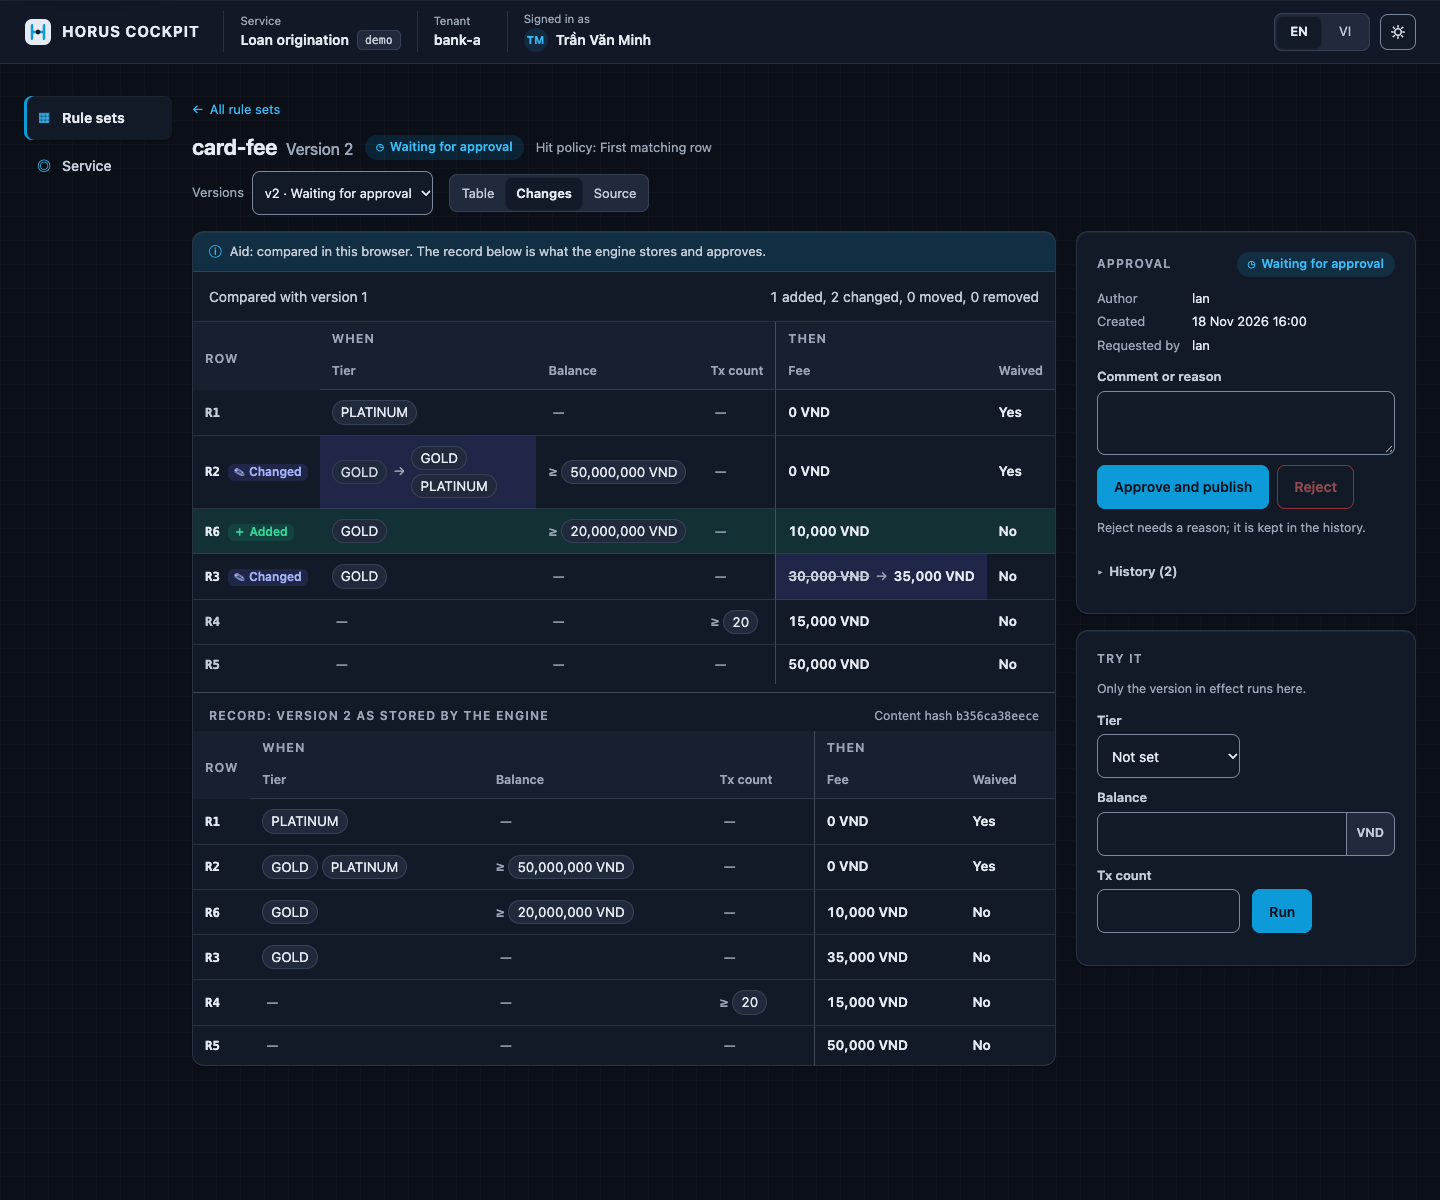 HORUS COCKPIT
Service
Loan origination demo
Tenant
bank-a
Signed in as
TM Trần Văn Minh
EN VI
Rule sets
Service
← All rule sets
card-fee Version 2 Waiting for approval Hit policy: First matching row
Versions v2 · Waiting for approval Table Changes Source
Aid: compared in this browser. The record below is what the engine stores and approves.
Compared with version 1 1 added, 2 changed, 0 moved, 0 removed
ROW WHEN THEN
Tier Balance Tx count Fee Waived
R1 PLATINUM — — 0 VND Yes
R2 ✎ Changed GOLD → GOLD PLATINUM ≥ 50,000,000 VND — 0 VND Yes
R6 + Added GOLD ≥ 20,000,000 VND — 10,000 VND No
R3 ✎ Changed GOLD — — 30,000 VND → 35,000 VND No
R4 — — ≥ 20 15,000 VND No
R5 — — — 50,000 VND No
RECORD: VERSION 2 AS STORED BY THE ENGINE Content hash b356ca38eece
ROW WHEN THEN
Tier Balance Tx count Fee Waived
R1 PLATINUM — — 0 VND Yes
R2 GOLD PLATINUM ≥ 50,000,000 VND — 0 VND Yes
R6 GOLD ≥ 20,000,000 VND — 10,000 VND No
R3 GOLD — — 35,000 VND No
R4 — — ≥ 20 15,000 VND No
R5 — — — 50,000 VND No
APPROVAL Waiting for approval
Author lan
Created 18 Nov 2026 16:00
Requested by lan
Comment or reason
Approve and publish Reject
Reject needs a reason; it is kept in the history.
▸ History (2)
TRY IT
Only the version in effect runs here.
Tier
Not set
Balance
VND
Tx count
Run